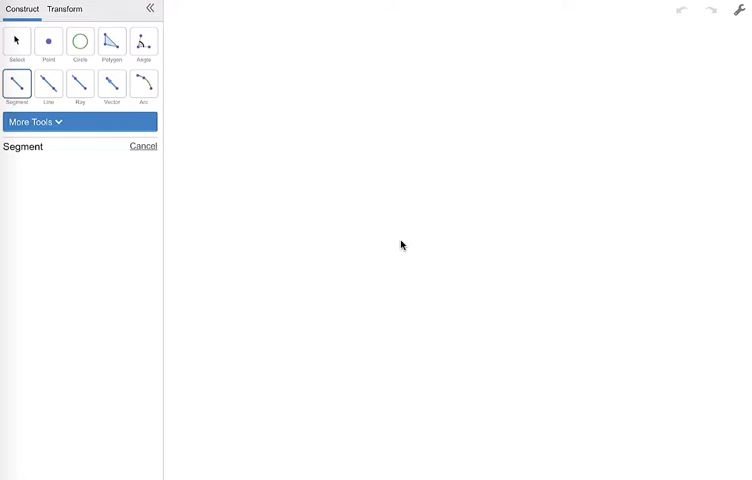 Construct Transform
Select Point Circle Polygon Angle
Segment Line Ray Vector Arc
More Tools
Segment Cancel